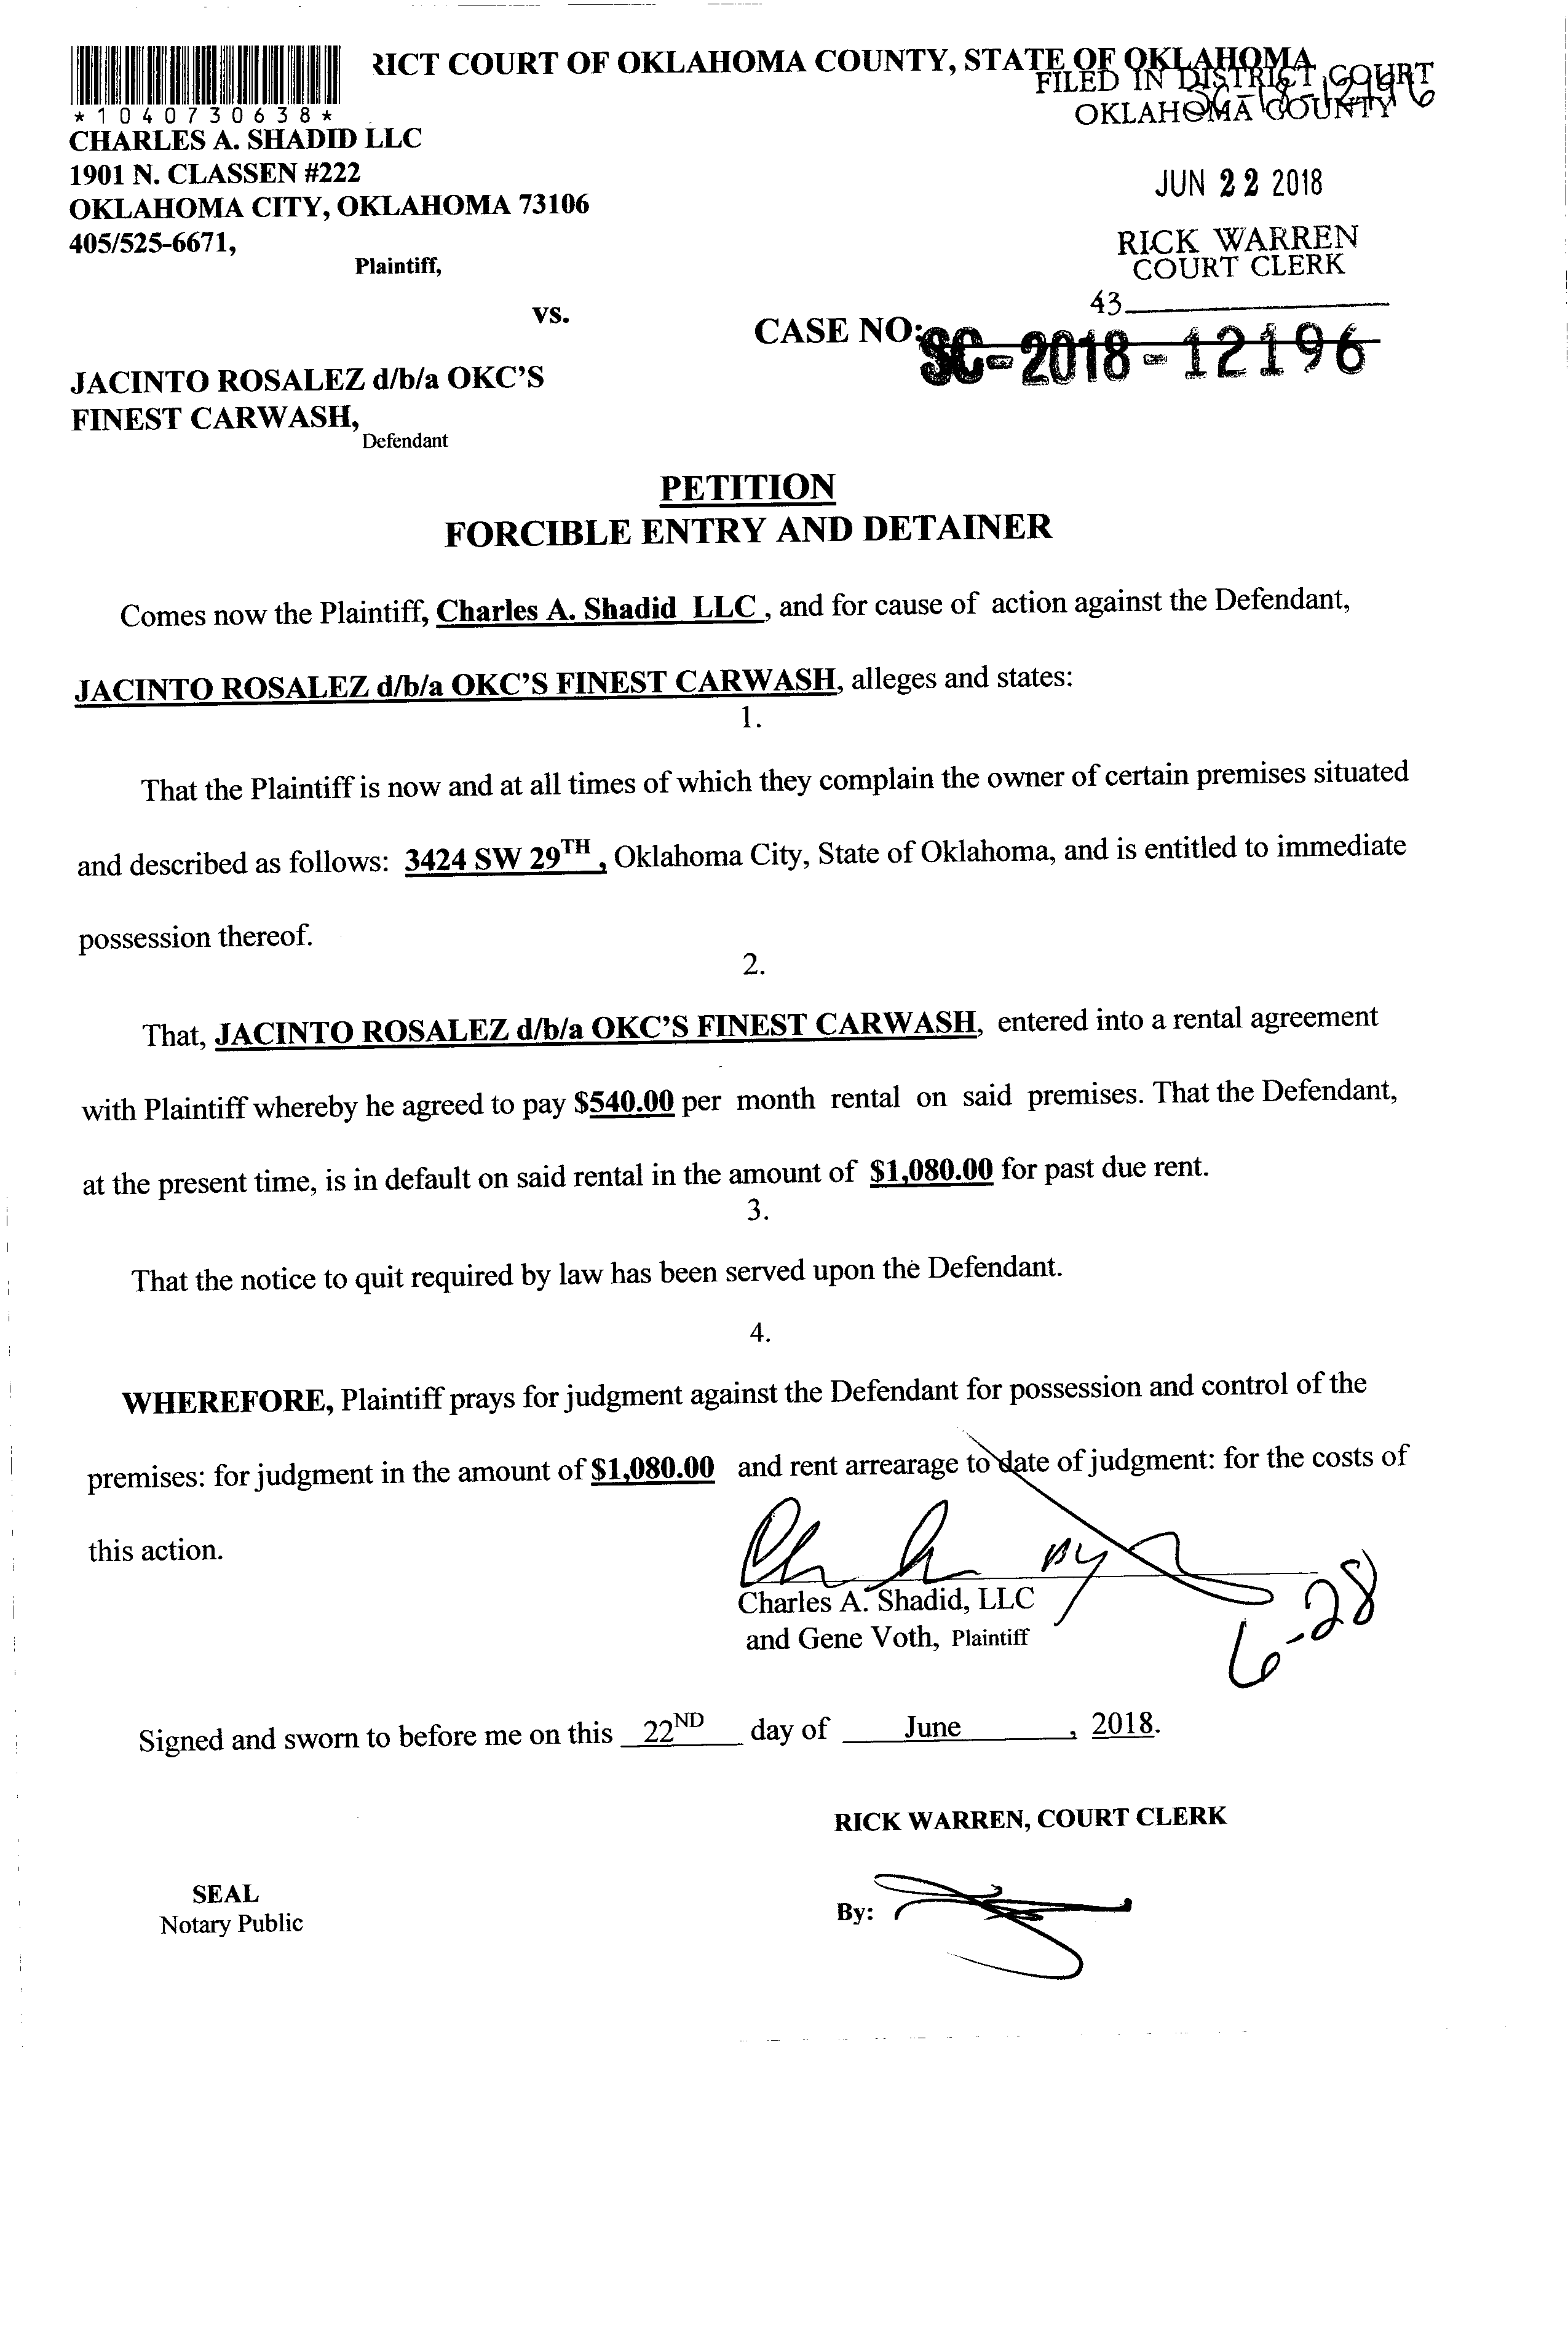 RICT COURT OF OKLAHOMA COUNTY, STATE OF OKLAHOMA
FILED IN DISTRICT COURT
OKLAHOMA COUNTY
SC-18-12196
*1040730638*
CHARLES A. SHADID LLC
1901 N. CLASSEN #222
OKLAHOMA CITY, OKLAHOMA 73106
405/525-6671,
Plaintiff,
JUN 22 2018
RICK WARREN
COURT CLERK
43
vs.
CASE NO: SC-2018-12196
JACINTO ROSALEZ d/b/a OKC'S
FINEST CARWASH,
Defendant
PETITION
FORCIBLE ENTRY AND DETAINER
Comes now the Plaintiff, Charles A. Shadid LLC , and for cause of action against the Defendant,
JACINTO ROSALEZ d/b/a OKC'S FINEST CARWASH, alleges and states:
1.
That the Plaintiff is now and at all times of which they complain the owner of certain premises situated
and described as follows: 3424 SW 29TH , Oklahoma City, State of Oklahoma, and is entitled to immediate
possession thereof.
2.
That, JACINTO ROSALEZ d/b/a OKC'S FINEST CARWASH, entered into a rental agreement
with Plaintiff whereby he agreed to pay $540.00 per month rental on said premises. That the Defendant,
at the present time, is in default on said rental in the amount of $1,080.00 for past due rent.
3.
That the notice to quit required by law has been served upon the Defendant.
4.
WHEREFORE, Plaintiff prays for judgment against the Defendant for possession and control of the
premises: for judgment in the amount of $1,080.00 and rent arrearage to date of judgment: for the costs of
this action.
by
Charles A. Shadid, LLC
and Gene Voth, Plaintiff
6-28
Signed and sworn to before me on this 22ND day of June , 2018.
RICK WARREN, COURT CLERK
SEAL
Notary Public
By: